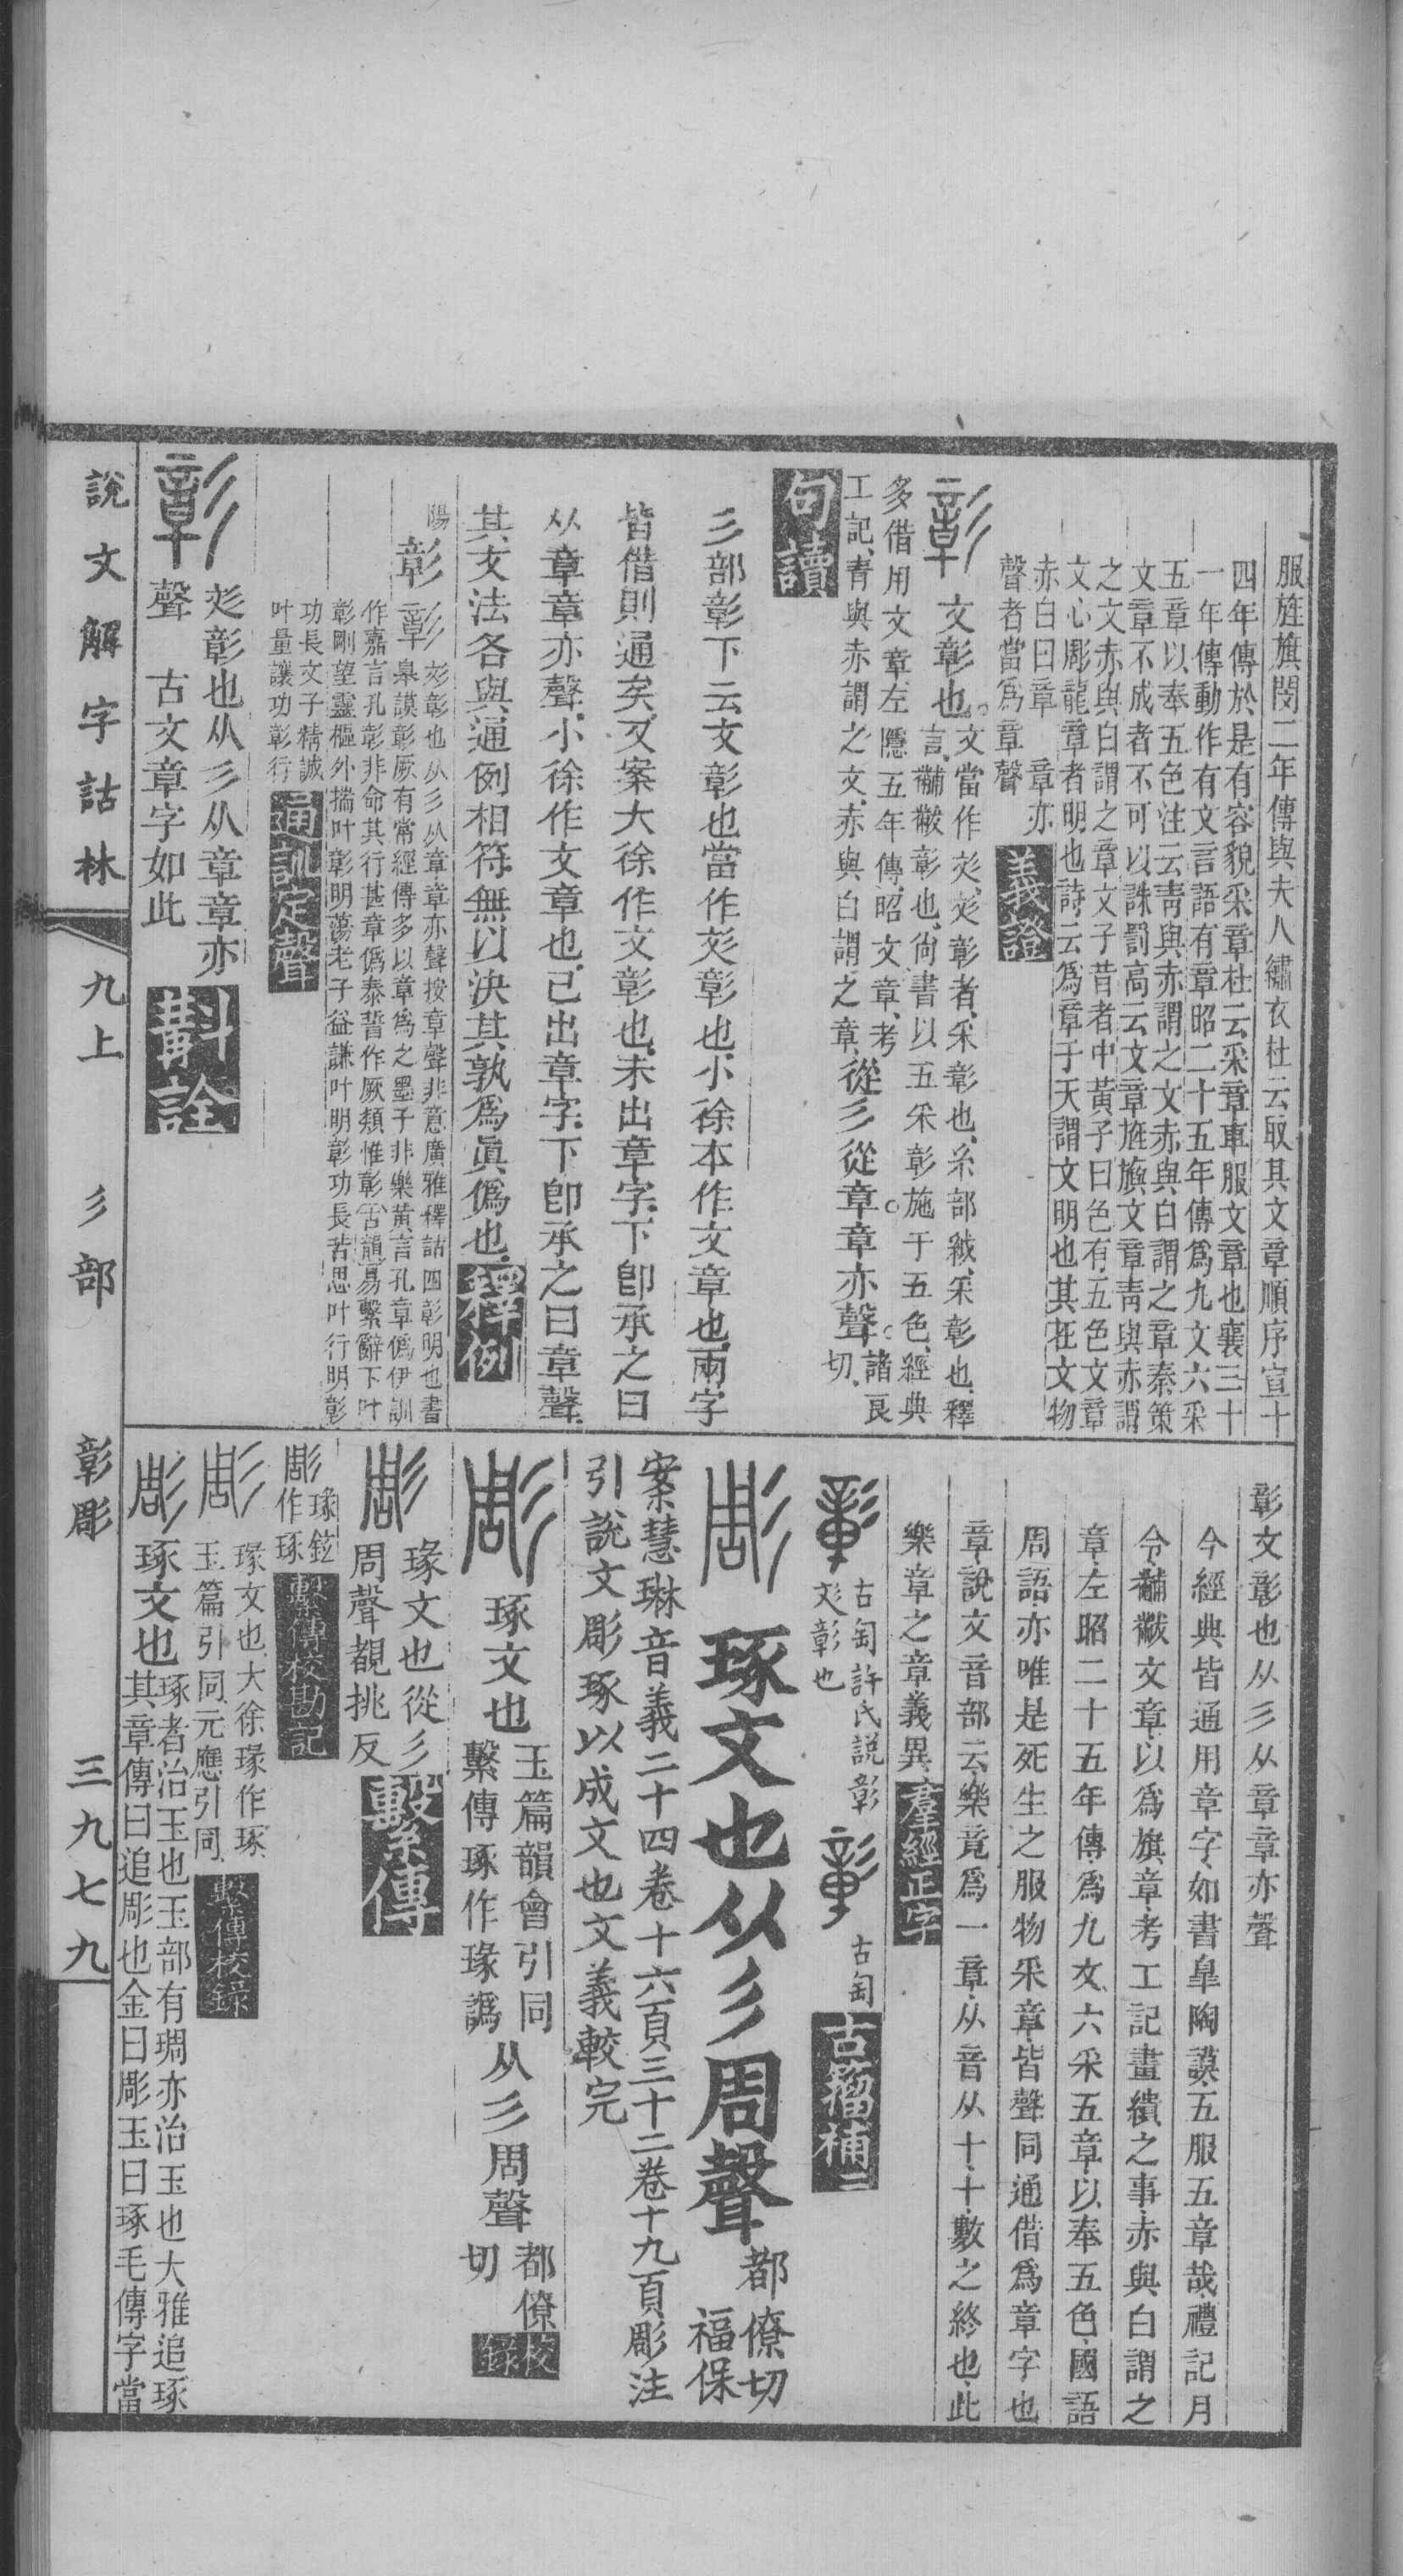 服旌旗閔二年傳與夫人繡衣杜云取其文章順序宣十
四年傳於是有容貌采章杜云采章車服文章也襄三十
一年傳動作有文言語有章昭二十五年傳爲九文六采
五章以奉五色注云靑與赤謂之文赤與白謂之章秦策
文章不成者不可以誅罰高云文章旌旗文章靑與赤謂
之文赤與白謂之章文子昔者中黃子曰色有五色文章
文心彫龍章者明也詩云爲章于天謂文明也其在文物
赤白曰章 章亦
聲者當爲章聲
義證
彰 文彰也。文當作㣋、㣋彰者、采彰也、糸部絨、采彰也、釋
言、黼黻彰也、尙書以五采彰施于五色、經典
多借用文章、左隱五年傳、昭文章、考
工記、靑與赤謂之文、赤與白謂之章、從彡從章。章亦聲。諸良
切、
句讀
彡部彰下云文彰也當作㣋彰也、小徐本作文章也、兩字
皆借則通矣、又案大徐作文彰也、未出章字、下卽承之曰
从章章亦聲、小徐作文章也、已出章字、下卽承之曰章聲、
其文法各與通例相符、無以決其孰爲眞僞也、
釋例
陽彰 彰 㣋彰也从彡从章章亦聲按章聲非意廣雅釋詁四彰明也書
皋謨彰厥有常經傳多以章爲之墨子非樂黃言孔章僞伊訓
作嘉言孔彰非命其行甚章僞泰誓作厥類惟彰〔古韻〕易繫辭下叶
彰剛望靈樞外揣叶彰明蕩老子益謙叶明彰功長苦思叶行明彰
功長文子精誠
叶量讓功彰行
通訓定聲
彰 㣋彰也从彡从章章亦
聲 古文章字如此
斠詮
說文解字詁林 九上 彡部 彰彫 三九七九
彰文彰也从彡从章章亦聲
今經典皆通用章字、如書皐陶謨、五服五章哉、禮記月
令、黼黻文章、以爲旗章、考工記畫繢之事、赤與白謂之
章、左昭二十五年傳、爲九文、六采五章、以奉五色、國語
周語、亦唯是死生之服物采章、皆聲同通借爲章字也
章、說文音部云、樂竟爲一章、从音从十、十、數之終也、此
樂章之章義異、
羣經正字
古匋許氏說彰
㣋彰也
古匋
古籀補二
彫 琢文也从彡周聲都僚切 福保
案慧琳音義二十四卷十六頁三十二卷十九頁彫注
引說文彫琢以成文也文義較完
彫 琢文也玉篇韻會引同
繫傳琢作瑑譌从彡周聲都僚
切
校錄
彫 瑑文也從彡
周聲覩挑反
繫傳
彫瑑鉉
作琢
繫傳校勘記
彫 瑑文也、大徐瑑作琢、
玉篇引同、元應引同、
繫傳校錄
彫 琢文也琢者治玉也玉部有琱亦治玉也大雅追琢
其章傳曰追彫也金曰彫玉曰琢毛傳字當